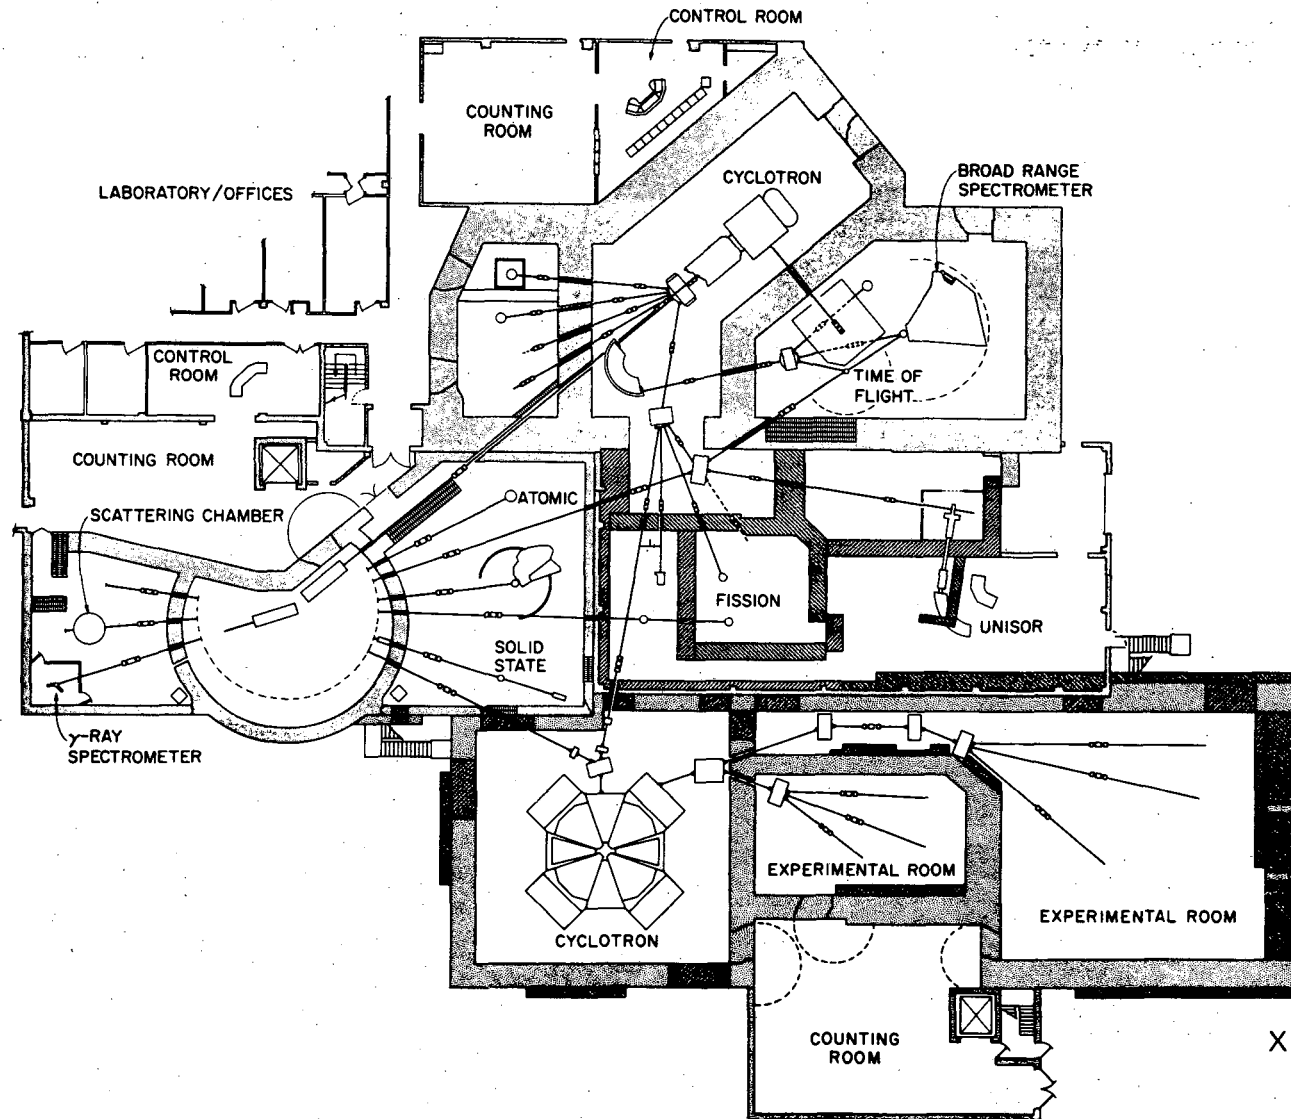 CONTROL ROOM
COUNTING
ROOM
CYCLOTRON
BROAD RANGE
SPECTROMETER
LABORATORY/OFFICES
CONTROL
ROOM
TIME OF
FLIGHT
COUNTING ROOM
SCATTERING CHAMBER
ATOMIC
FISSION
UNISOR
SOLID
STATE
γ-RAY
SPECTROMETER
EXPERIMENTAL ROOM
EXPERIMENTAL ROOM
CYCLOTRON
COUNTING
ROOM
X